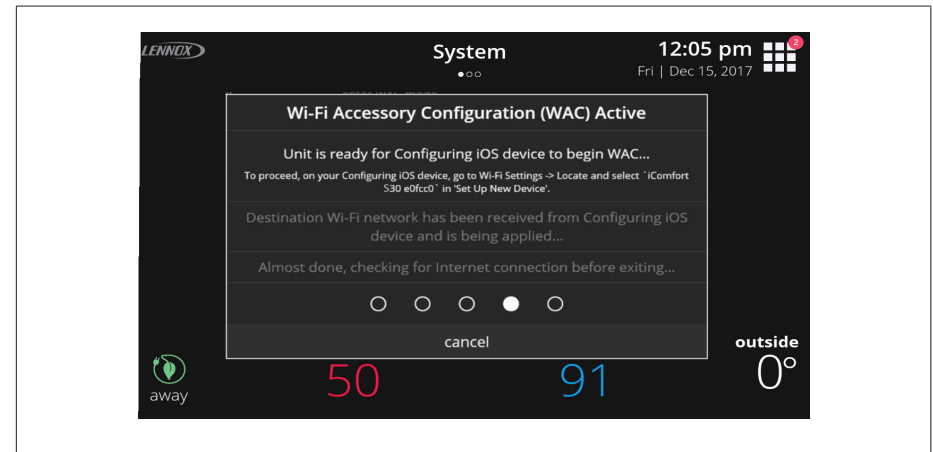 LENNOX
System
12:05 pm
2
Fri | Dec 15, 2017
Wi-Fi Accessory Configuration (WAC) Active
Unit is ready for Configuring iOS device to begin WAC...
To proceed, on your Configuring iOS device, go to Wi-Fi Settings -> Locate and select `iComfort
S30 e0fcc0` in 'Set Up New Device'.
Destination Wi-Fi network has been received from Configuring iOS
device and is being applied...
Almost done, checking for Internet connection before exiting...
cancel
outside
0°
away
50
91